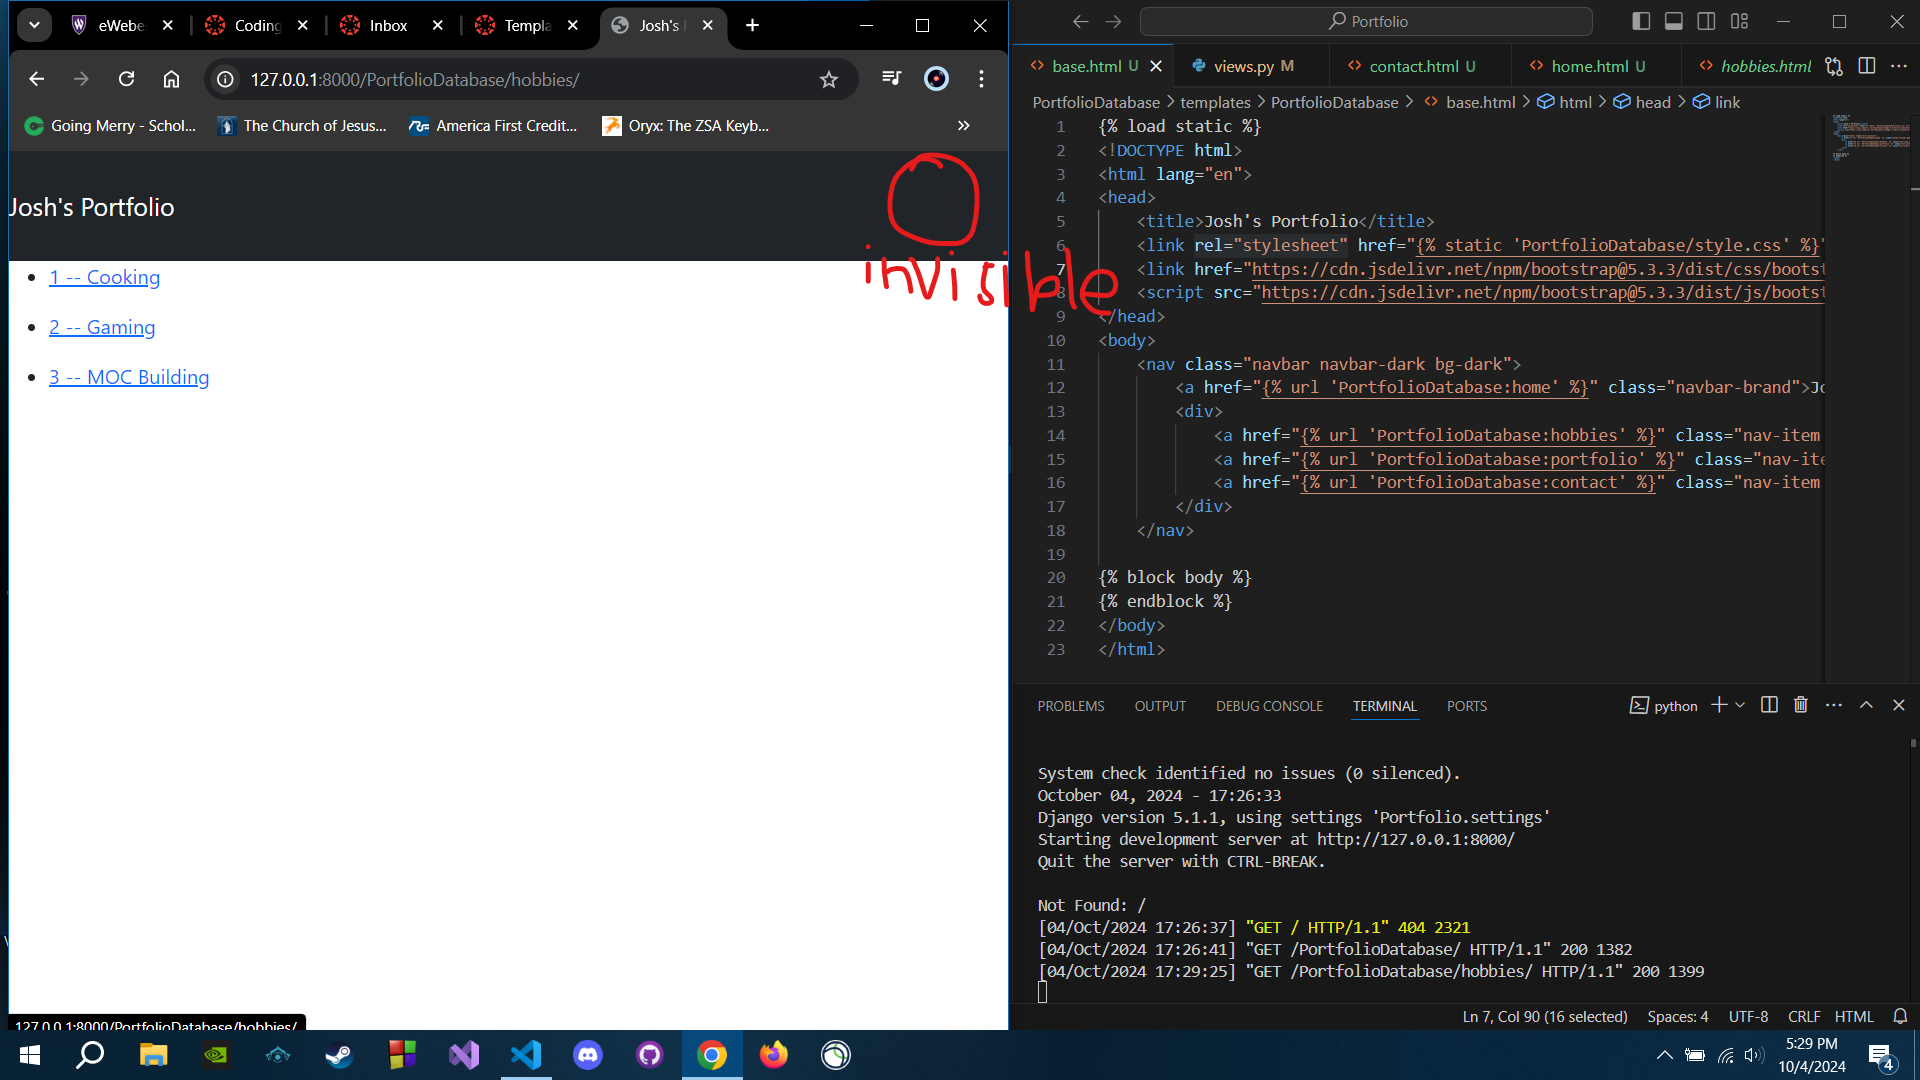 eWeber
Coding
Inbox
Templa
Josh's
127.0.0.1:8000/PortfolioDatabase/hobbies/
Going Merry - Schol...
The Church of Jesus...
America First Credit...
Oryx: The ZSA Keyb...
Josh's Portfolio
invisible
1 -- Cooking
2 -- Gaming
3 -- MOC Building
127.0.0.1:8000/PortfolioDatabase/hobbies/
Portfolio
base.html U
views.py M
contact.html U
home.html U
hobbies.html
PortfolioDatabase > templates > PortfolioDatabase > base.html > html > head > link
1 {% load static %}
2 <!DOCTYPE html>
3 <html lang="en">
4 <head>
5 <title>Josh's Portfolio</title>
6 <link rel="stylesheet" href="{% static 'PortfolioDatabase/style.css' %}"
7 <link href="https://cdn.jsdelivr.net/npm/bootstrap@5.3.3/dist/css/bootst
8 <script src="https://cdn.jsdelivr.net/npm/bootstrap@5.3.3/dist/js/bootst
9 </head>
10 <body>
11 <nav class="navbar navbar-dark bg-dark">
12 <a href="{% url 'PortfolioDatabase:home' %}" class="navbar-brand">Jo
13 <div>
14 <a href="{% url 'PortfolioDatabase:hobbies' %}" class="nav-item
15 <a href="{% url 'PortfolioDatabase:portfolio' %}" class="nav-ite
16 <a href="{% url 'PortfolioDatabase:contact' %}" class="nav-item
17 </div>
18 </nav>
19
20 {% block body %}
21 {% endblock %}
22 </body>
23 </html>
PROBLEMS OUTPUT DEBUG CONSOLE TERMINAL PORTS
python
System check identified no issues (0 silenced).
October 04, 2024 - 17:26:33
Django version 5.1.1, using settings 'Portfolio.settings'
Starting development server at http://127.0.0.1:8000/
Quit the server with CTRL-BREAK.
Not Found: /
[04/Oct/2024 17:26:37] "GET / HTTP/1.1" 404 2321
[04/Oct/2024 17:26:41] "GET /PortfolioDatabase/ HTTP/1.1" 200 1382
[04/Oct/2024 17:29:25] "GET /PortfolioDatabase/hobbies/ HTTP/1.1" 200 1399
Ln 7, Col 90 (16 selected) Spaces: 4 UTF-8 CRLF HTML
5:29 PM
10/4/2024
4